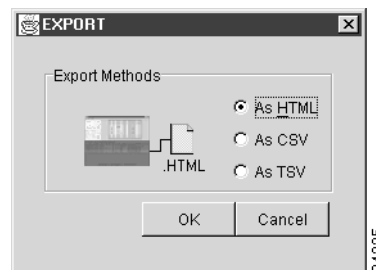 EXPORT
Export Methods
As HTML
As CSV
.HTML
As TSV
OK
Cancel